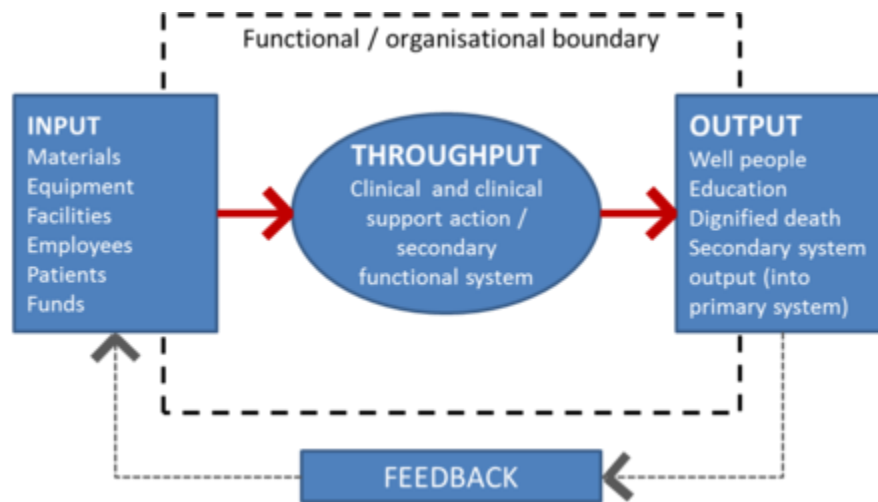 Functional / organisational boundary
INPUT
Materials
Equipment
Facilities
Employees
Patients
Funds
THROUGHPUT
Clinical and clinical
support action /
secondary
functional system
OUTPUT
Well people
Education
Dignified death
Secondary system
output (into
primary system)
FEEDBACK